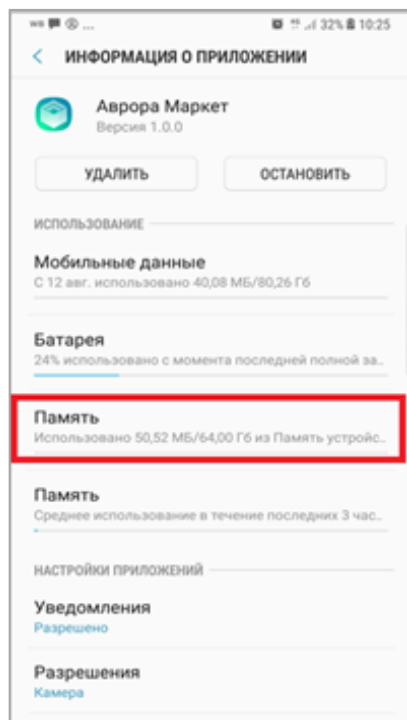 WB ...
32% 10:25
< ИНФОРМАЦИЯ О ПРИЛОЖЕНИИ
Аврора Маркет
Версия 1.0.0
УДАЛИТЬ ОСТАНОВИТЬ
ИСПОЛЬЗОВАНИЕ
Мобильные данные
С 12 авг. использовано 40,08 МБ/80,26 Гб
Батарея
24% использовано с момента последней полной за..
Память
Использовано 50,52 МБ/64,00 Гб из Память устройс..
Память
Среднее использование в течение последних 3 час..
НАСТРОЙКИ ПРИЛОЖЕНИЙ
Уведомления
Разрешено
Разрешения
Камера